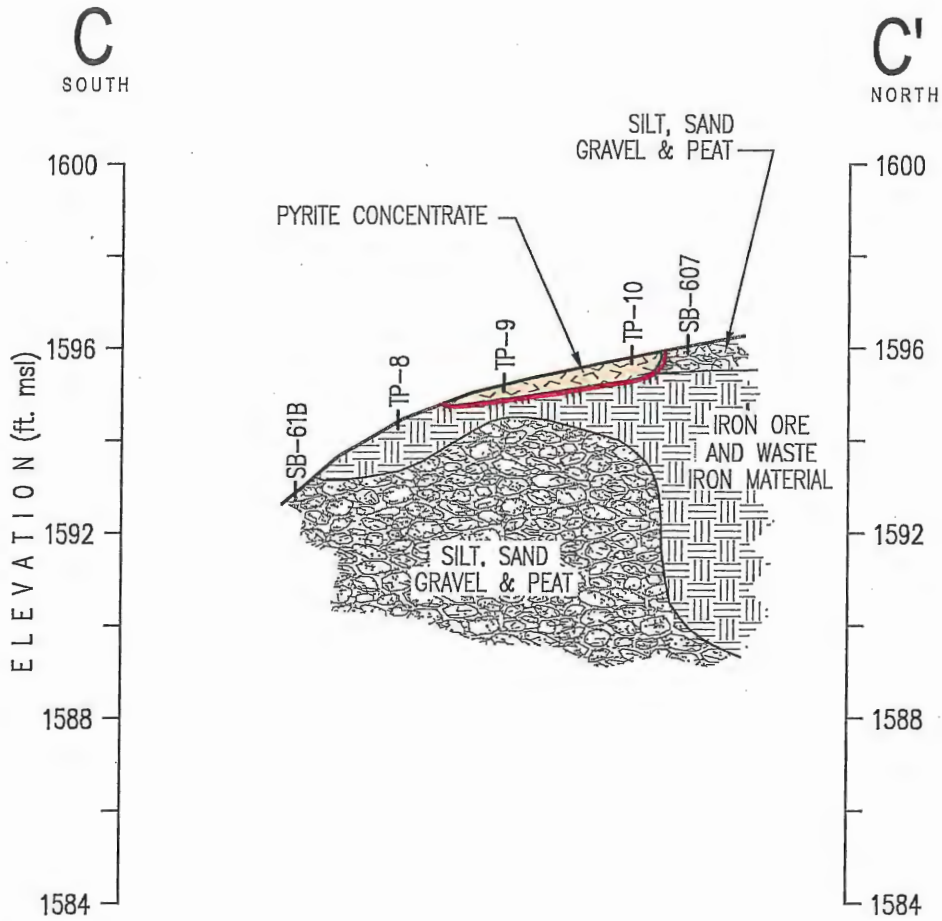 C
SOUTH
C'
NORTH
SILT, SAND
GRAVEL & PEAT
PYRITE CONCENTRATE
1600
1596
1592
1588
1584
ELEVATION (ft. msl)
SB-61B
TP-8
TP-9
TP-10
SB-607
IRON ORE
AND WASTE
IRON MATERIAL
SILT, SAND
GRAVEL & PEAT
1600
1596
1592
1588
1584